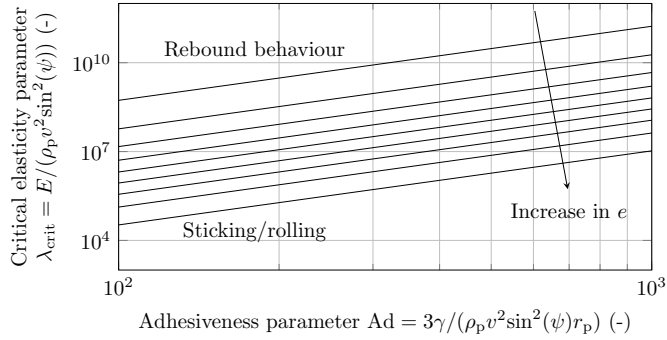 Critical elasticity parameter
λcrit = E/(ρpv²sin²(ψ)) (-)
10¹⁰
10⁷
10⁴
Rebound behaviour
Increase in e
Sticking/rolling
10² 10³
Adhesiveness parameter Ad = 3γ/(ρpv²sin²(ψ)rp) (-)